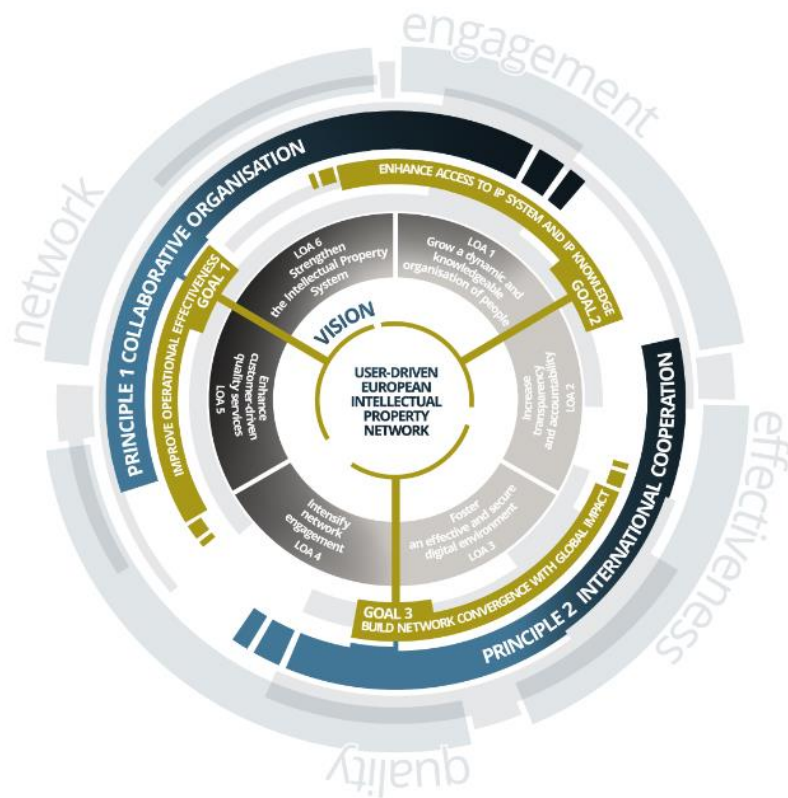 engagement
network
effectiveness
quality
PRINCIPLE 1 COLLABORATIVE ORGANISATION
PRINCIPLE 2 INTERNATIONAL COOPERATION
IMPROVE OPERATIONAL EFFECTIVENESS
GOAL 1
ENHANCE ACCESS TO IP SYSTEM AND IP KNOWLEDGE
GOAL 2
GOAL 3
BUILD NETWORK CONVERGENCE WITH GLOBAL IMPACT
LOA 1
Grow a dynamic and
knowledgeable
organisation of people
Increase
transparency
and accountability
LOA 2
Foster
an effective and secure
digital environment
LOA 3
Intensify
network
engagement
LOA 4
Enhance
customer-driven
quality services
LOA 5
LOA 6
Strengthen
the Intellectual Property
System
VISION
USER-DRIVEN
EUROPEAN
INTELLECTUAL
PROPERTY
NETWORK